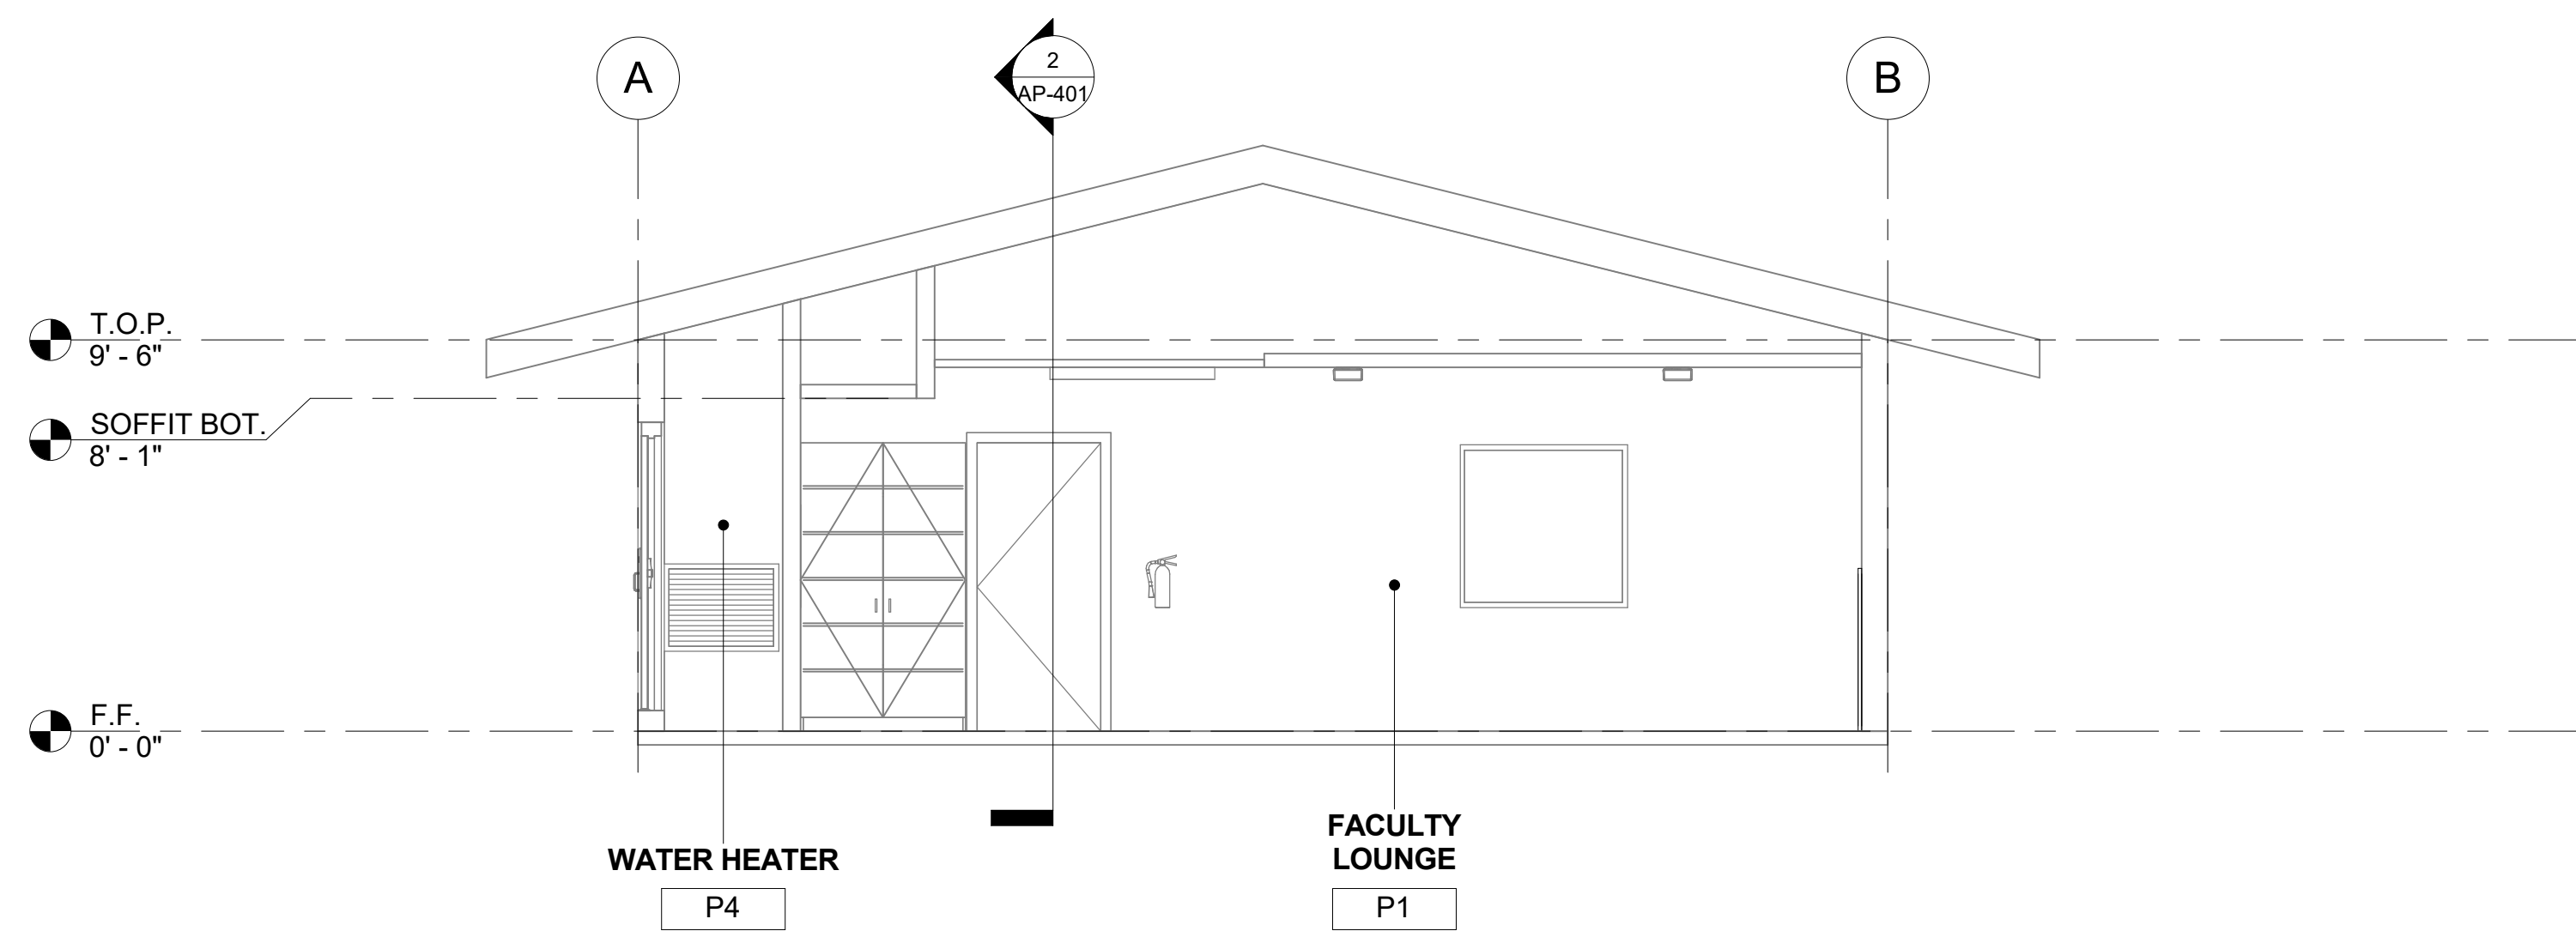 A
2
AP-401
B
T.O.P.
9' - 6"
SOFFIT BOT.
8' - 1"
F.F.
0' - 0"
WATER HEATER
P4
FACULTY
LOUNGE
P1